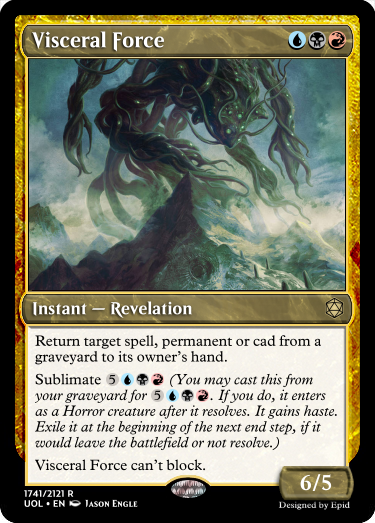 Visceral Force
Instant — Revelation
Return target spell, permanent or cad from a
graveyard to its owner's hand.
Sublimate 5 (You may cast this from
your graveyard for 5. If you do, it enters
as a Horror creature after it resolves. It gains haste.
Exile it at the beginning of the next end step, if it
would leave the battlefield or not resolve.)
Visceral Force can't block.
6/5
1741/2121 R
UOL • EN Jason Engle
Designed by Epid